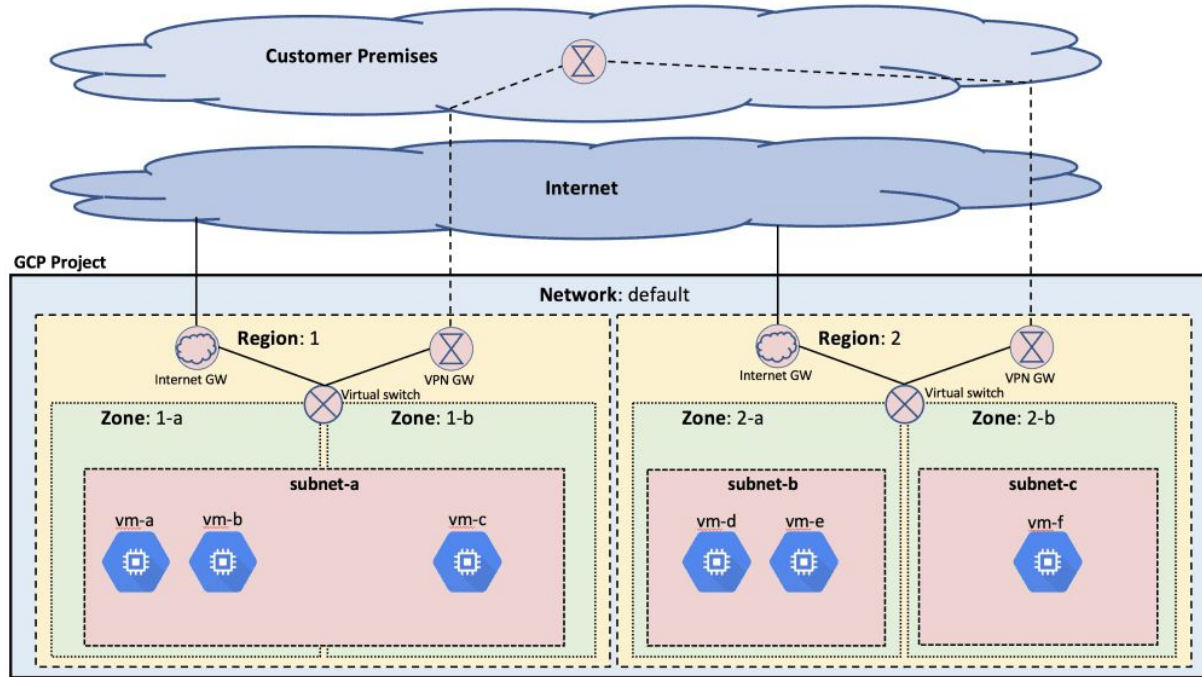 Customer Premises
Internet
GCP Project
Network: default
Region: 1
Region: 2
Internet GW
VPN GW
Internet GW
VPN GW
Virtual switch
Virtual switch
Zone: 1-a
Zone: 1-b
Zone: 2-a
Zone: 2-b
subnet-a
subnet-b
subnet-c
vm-a
vm-b
vm-c
vm-d
vm-e
vm-f